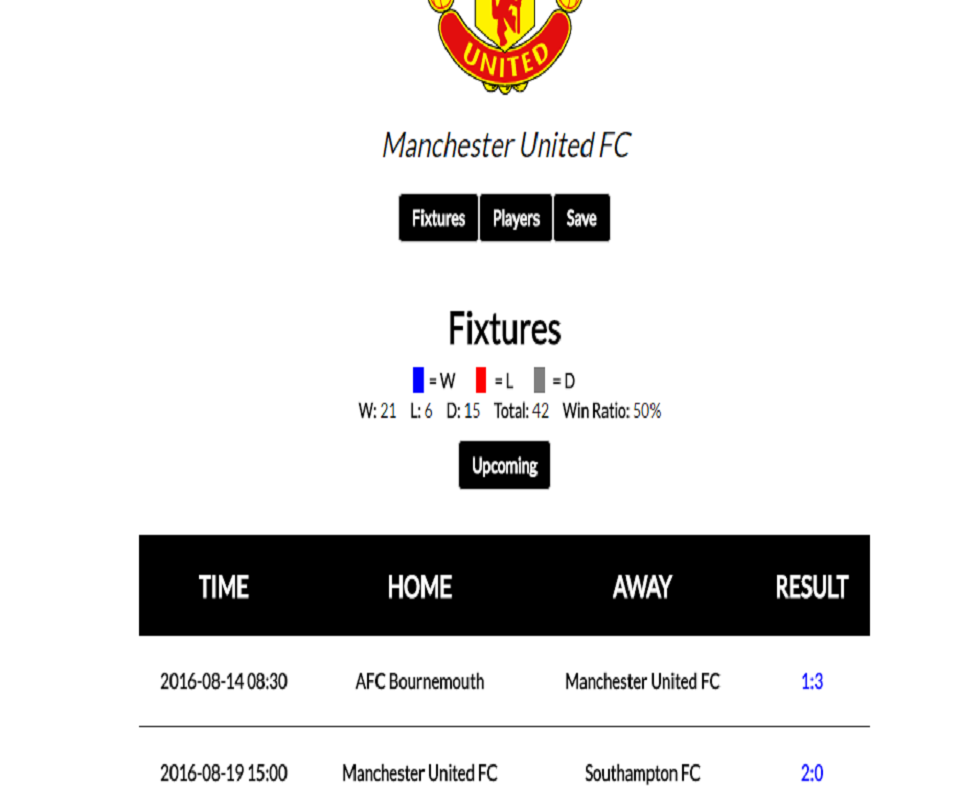 UNITED
Manchester United FC
Fixtures Players Save
Fixtures
= W = L = D
W: 21 L: 6 D: 15 Total: 42 Win Ratio: 50%
Upcoming
TIME HOME AWAY RESULT
2016-08-14 08:30 AFC Bournemouth Manchester United FC 1:3
2016-08-19 15:00 Manchester United FC Southampton FC 2:0